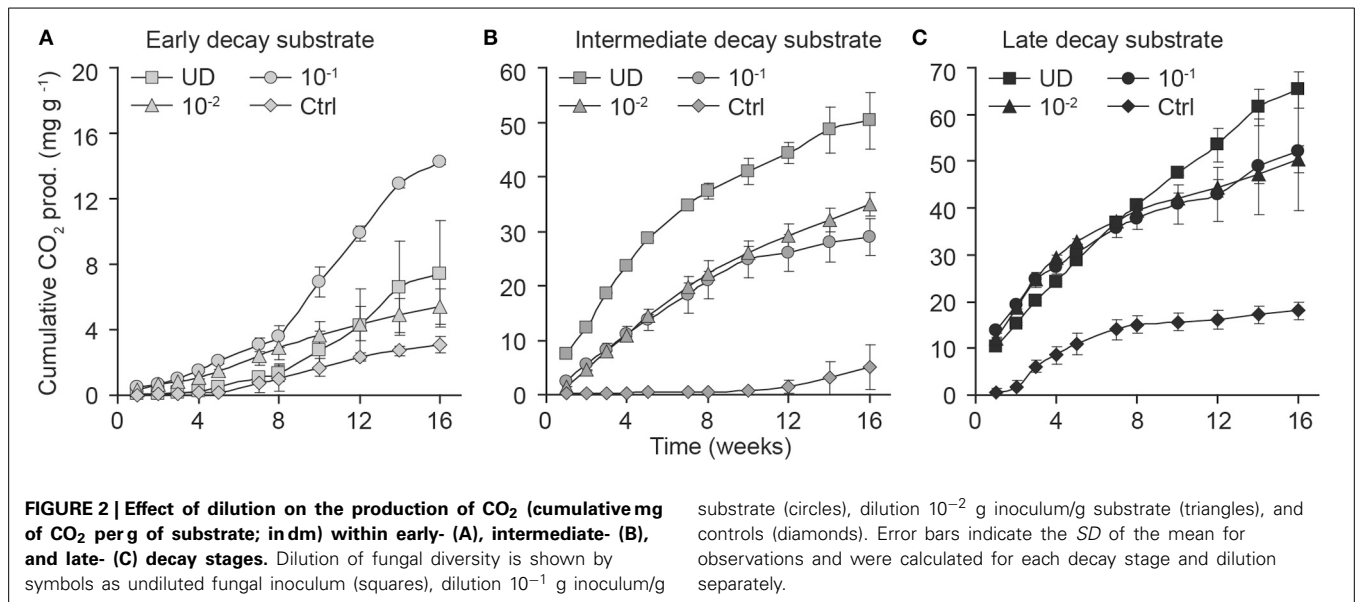 A Early decay substrate
UD 10⁻¹
10⁻² Ctrl
20
16
12
8
4
0
0 4 8 12 16
Cumulative CO₂ prod. (mg g⁻¹)
B Intermediate decay substrate
UD 10⁻¹
10⁻² Ctrl
60
50
40
30
20
10
0
0 4 8 12 16
Time (weeks)
C Late decay substrate
UD 10⁻¹
10⁻² Ctrl
70
60
50
40
30
20
10
0
0 4 8 12 16
FIGURE 2 | Effect of dilution on the production of CO₂ (cumulative mg
of CO₂ per g of substrate; in dm) within early- (A), intermediate- (B),
and late- (C) decay stages. Dilution of fungal diversity is shown by
symbols as undiluted fungal inoculum (squares), dilution 10⁻¹ g inoculum/g
substrate (circles), dilution 10⁻² g inoculum/g substrate (triangles), and
controls (diamonds). Error bars indicate the SD of the mean for
observations and were calculated for each decay stage and dilution
separately.